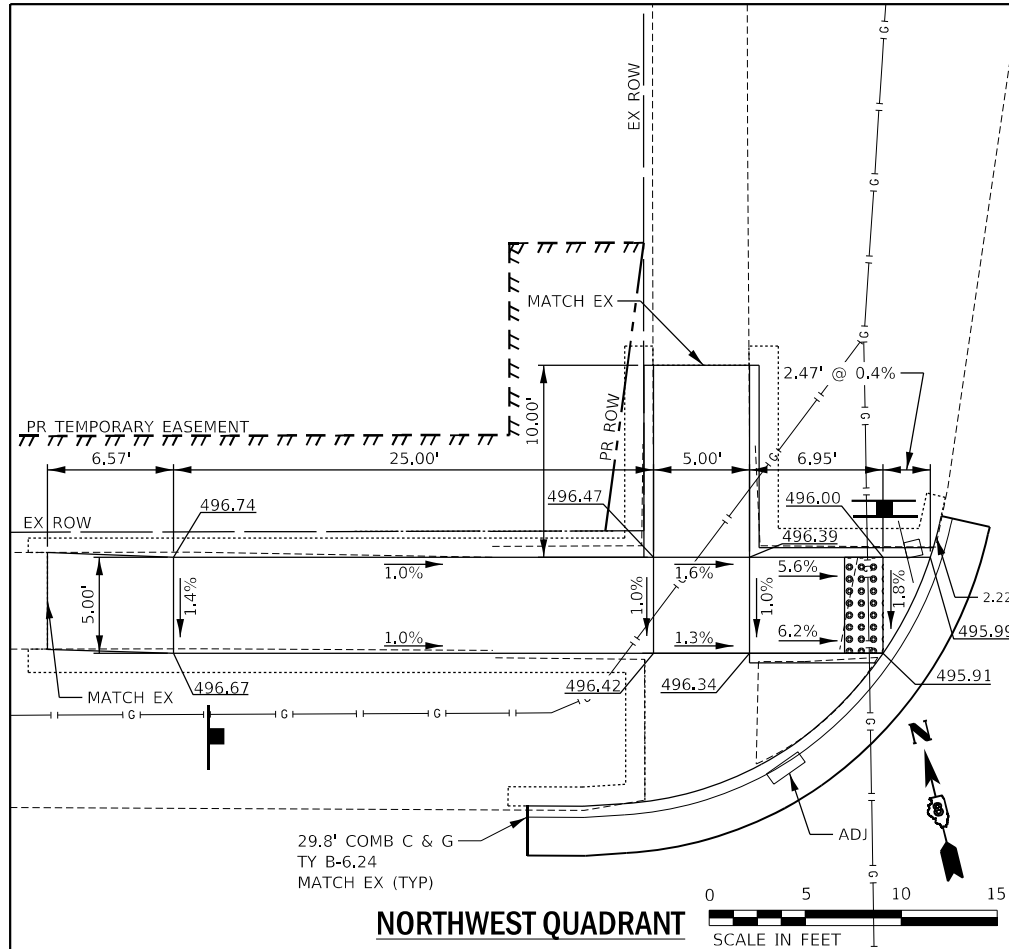 G
EX ROW
G
MATCH EX
G
2.47' @ 0.4%
10.00'
PR ROW
G
PR TEMPORARY EASEMENT
6.57'
25.00'
5.00'
6.95'
G
496.74
496.47
496.00
EX ROW
496.39
1.0%
1.6%
5.6%
5.00'
1.4%
1.0%
1.0%
1.8%
2.22
1.0%
1.3%
6.2%
495.99
G
MATCH EX
496.67
496.42
496.34
495.91
G
G
G
G
G
N
8
29.8' COMB C & G
TY B-6.24
MATCH EX (TYP)
ADJ
G
NORTHWEST QUADRANT
0 5 10 15
SCALE IN FEET